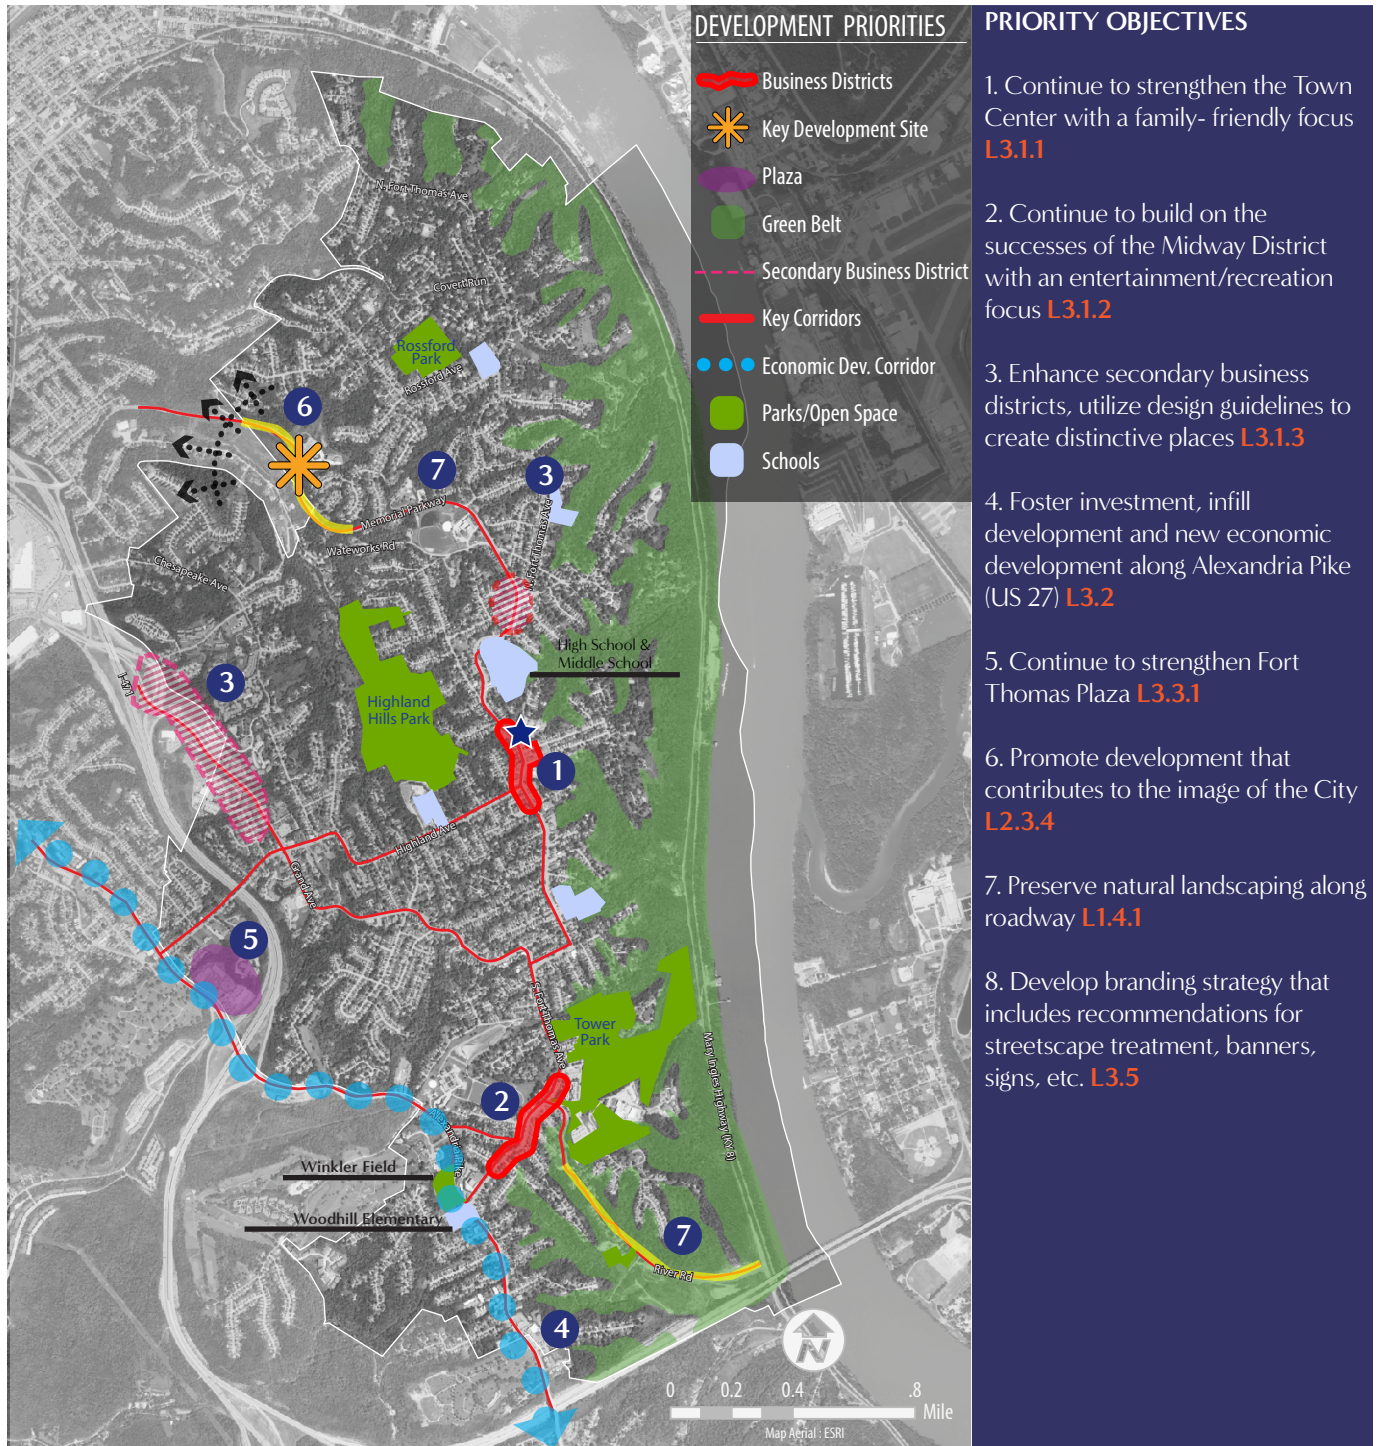 DEVELOPMENT PRIORITIES
Business Districts
Key Development Site
Plaza
Green Belt
Secondary Business District
Key Corridors
Economic Dev. Corridor
Parks/Open Space
Schools
PRIORITY OBJECTIVES
1. Continue to strengthen the Town
Center with a family- friendly focus
L3.1.1
2. Continue to build on the
successes of the Midway District
with an entertainment/recreation
focus L3.1.2
3. Enhance secondary business
districts, utilize design guidelines to
create distinctive places L3.1.3
4. Foster investment, infill
development and new economic
development along Alexandria Pike
(US 27) L3.2
5. Continue to strengthen Fort
Thomas Plaza L3.3.1
6. Promote development that
contributes to the image of the City
L2.3.4
7. Preserve natural landscaping along
roadway L1.4.1
8. Develop branding strategy that
includes recommendations for
streetscape treatment, banners,
signs, etc. L3.5
N. Fort Thomas Ave
Covert Run
Rossford
Park
Rossford Ave
6
7
3
Memorial Parkway
Wateworks Rd
N. Fort Thomas Ave
Chesapeake Ave
High School &
Middle School
I-471
3
Highland
Hills Park
1
Highland Ave
Grand Ave
5
S. Fort Thomas Ave
Tower
Park
Mary Ingles Highway (KY 8)
2
Alexandria Pike
Winkler Field
Woodhill Elementary
7
River Rd
4
N
0 0.2 0.4 .8
Mile
Map Aerial : ESRI